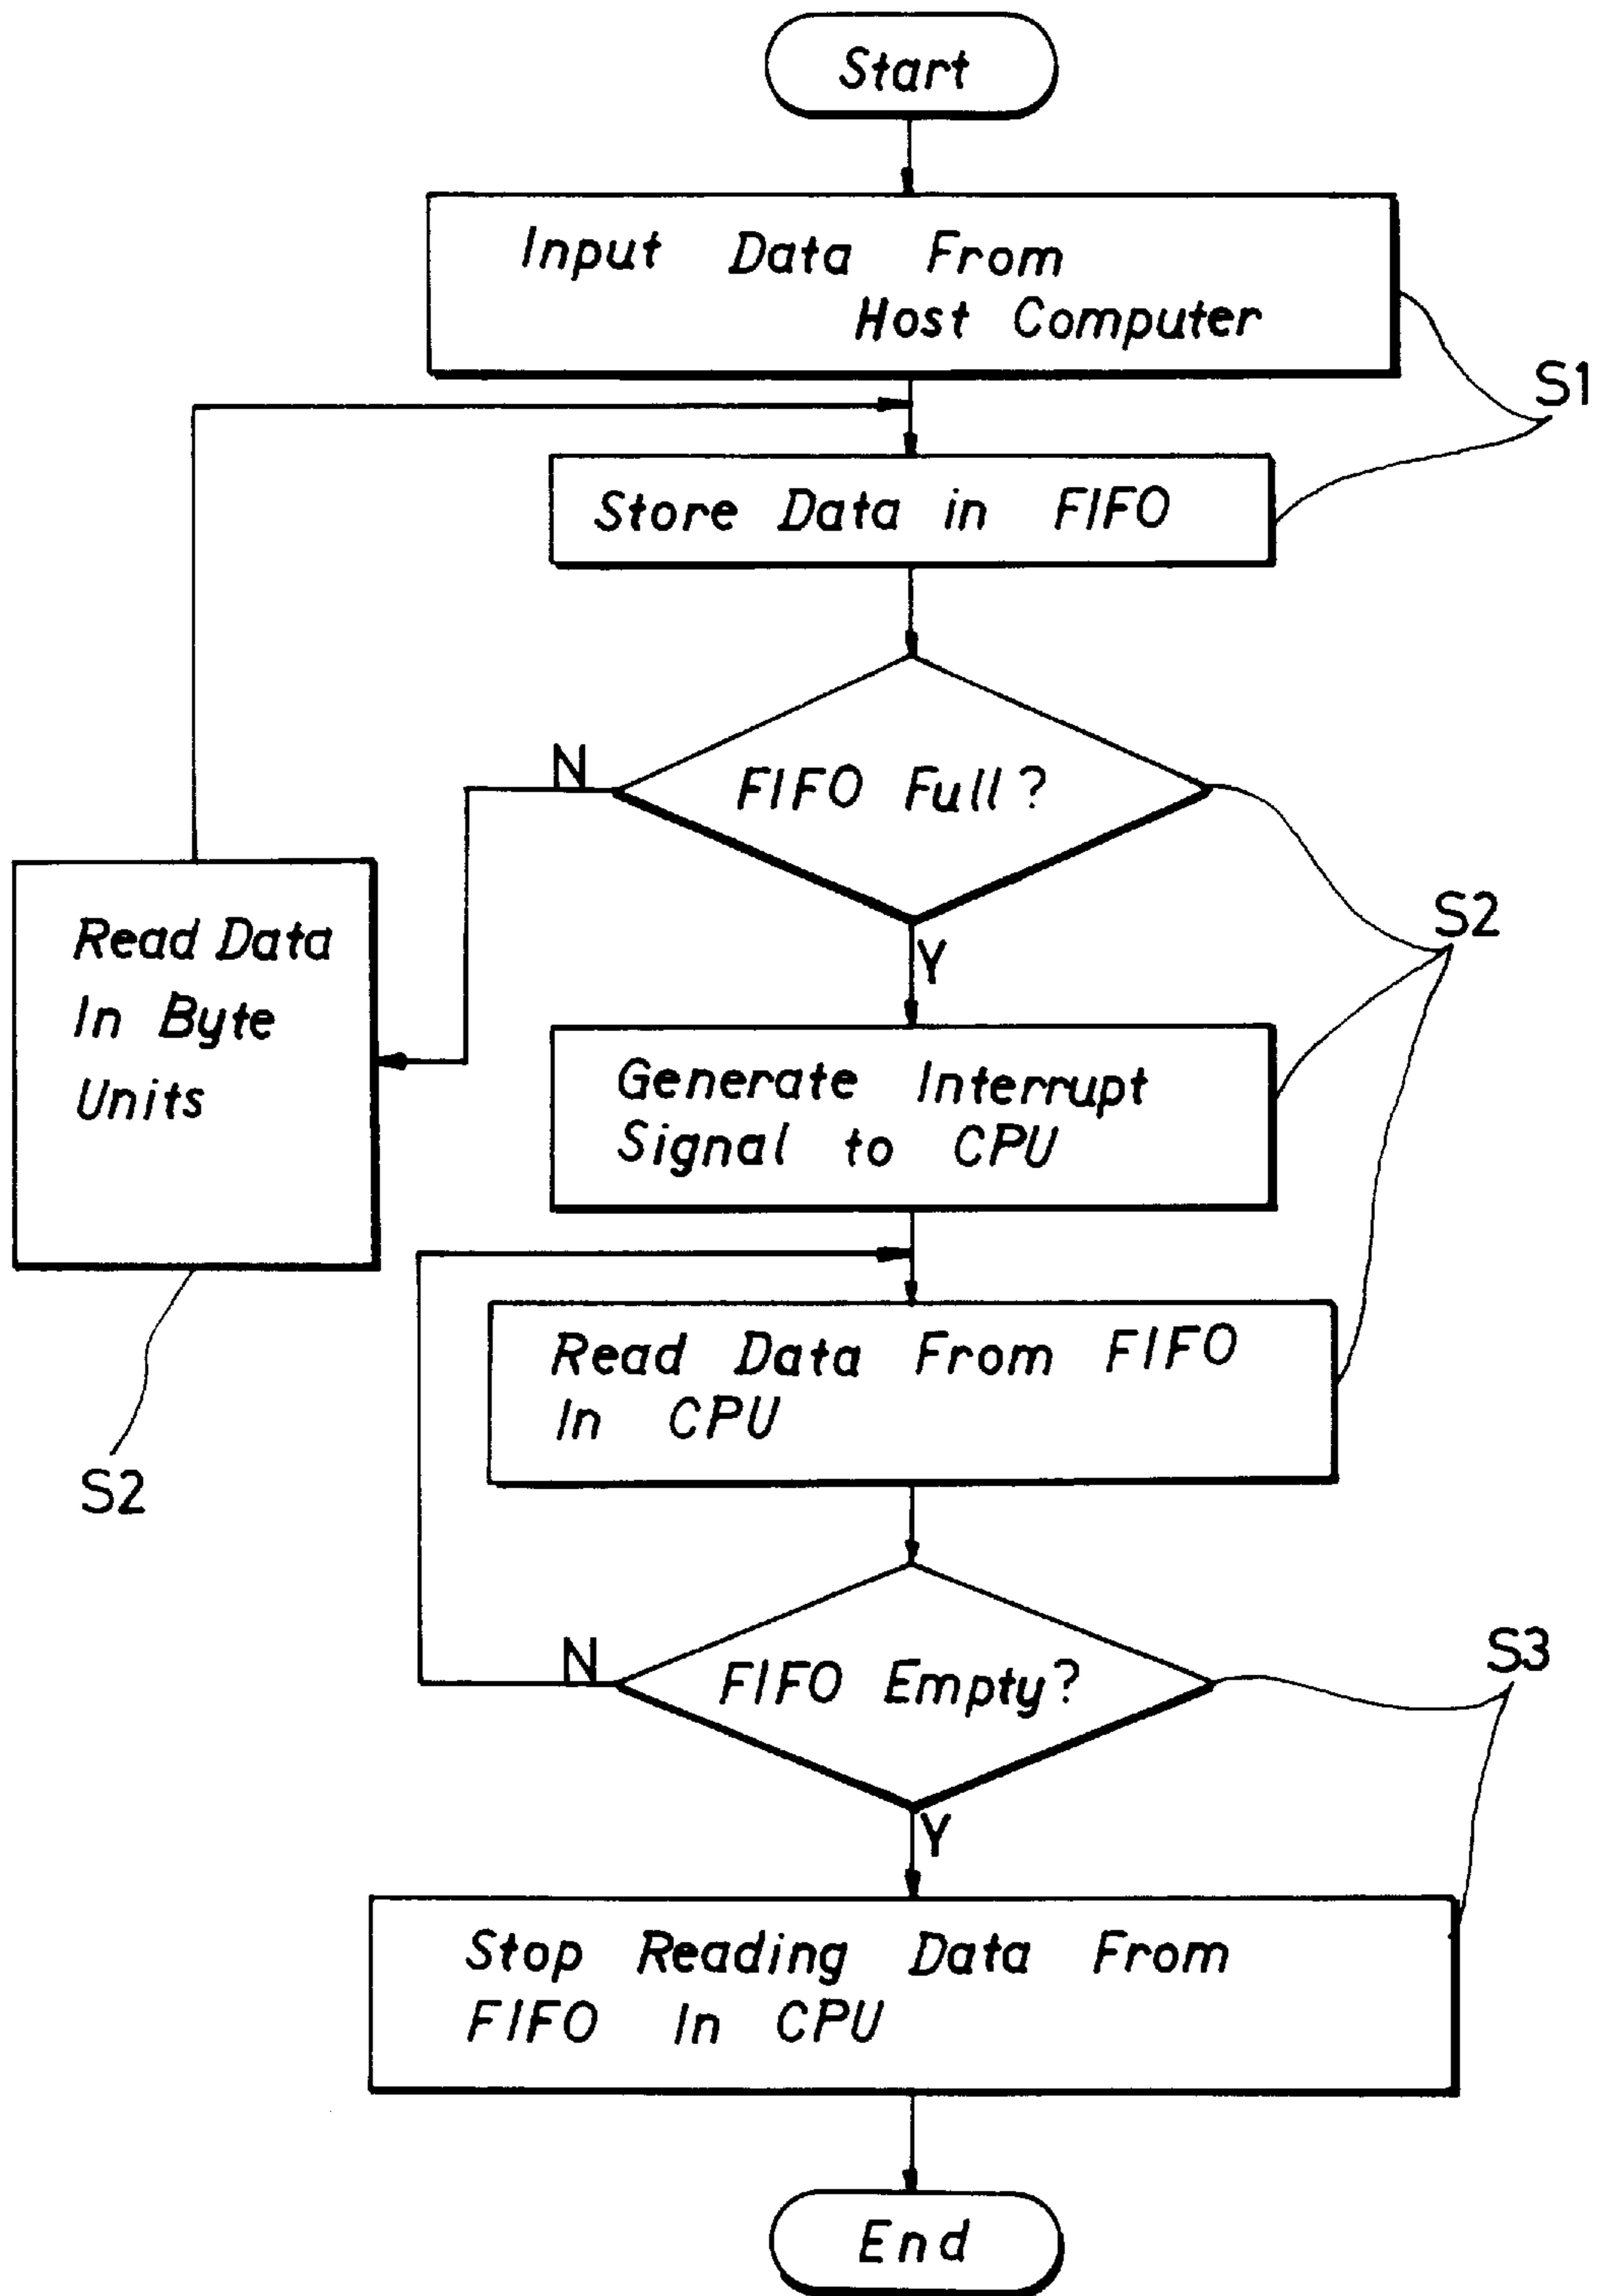 Start
Input Data From
Host Computer
S1
Store Data in FIFO
FIFO Full?
N
Y
S2
Read Data
In Byte
Units
S2
Generate Interrupt
Signal to CPU
Read Data From FIFO
In CPU
FIFO Empty?
N
Y
S3
Stop Reading Data From
FIFO In CPU
End